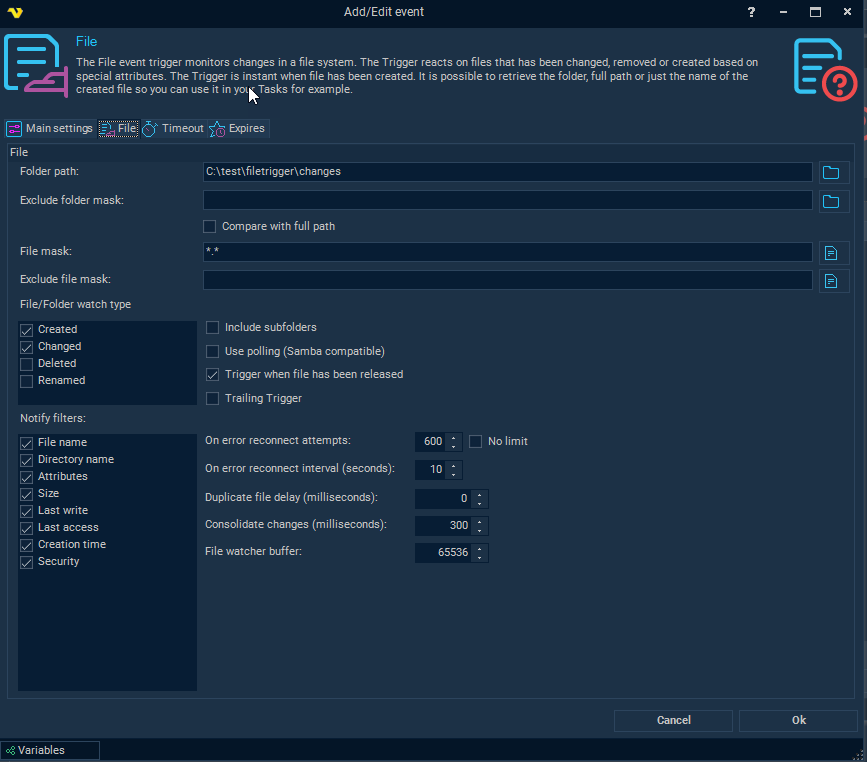 Add/Edit event
File
The File event trigger monitors changes in a file system. The Trigger reacts on files that has been changed, removed or created based on
special attributes. The Trigger is instant when file has been created. It is possible to retrieve the folder, full path or just the name of the
created file so you can use it in your Tasks for example.
Main settings File Timeout Expires
File
Folder path: C:\test\filetrigger\changes
Exclude folder mask:
Compare with full path
File mask: *.*
Exclude file mask:
File/Folder watch type
Created
Changed
Deleted
Renamed
Include subfolders
Use polling (Samba compatible)
Trigger when file has been released
Trailing Trigger
Notify filters:
File name
Directory name
Attributes
Size
Last write
Last access
Creation time
Security
On error reconnect attempts: 600 No limit
On error reconnect interval (seconds): 10
Duplicate file delay (milliseconds): 0
Consolidate changes (milliseconds): 300
File watcher buffer: 65536
Cancel Ok
Variables